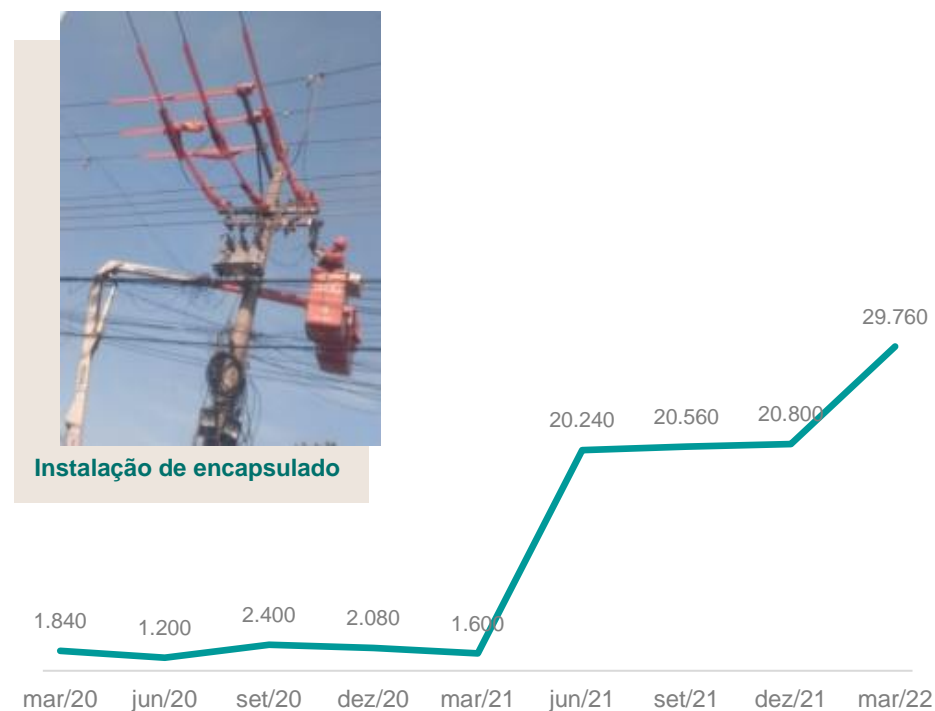 Instalação de encapsulado
29.760
20.240
20.560
20.800
1.840
1.200
2.400
2.080
1.600
mar/20
jun/20
set/20
dez/20
mar/21
jun/21
set/21
dez/21
mar/22